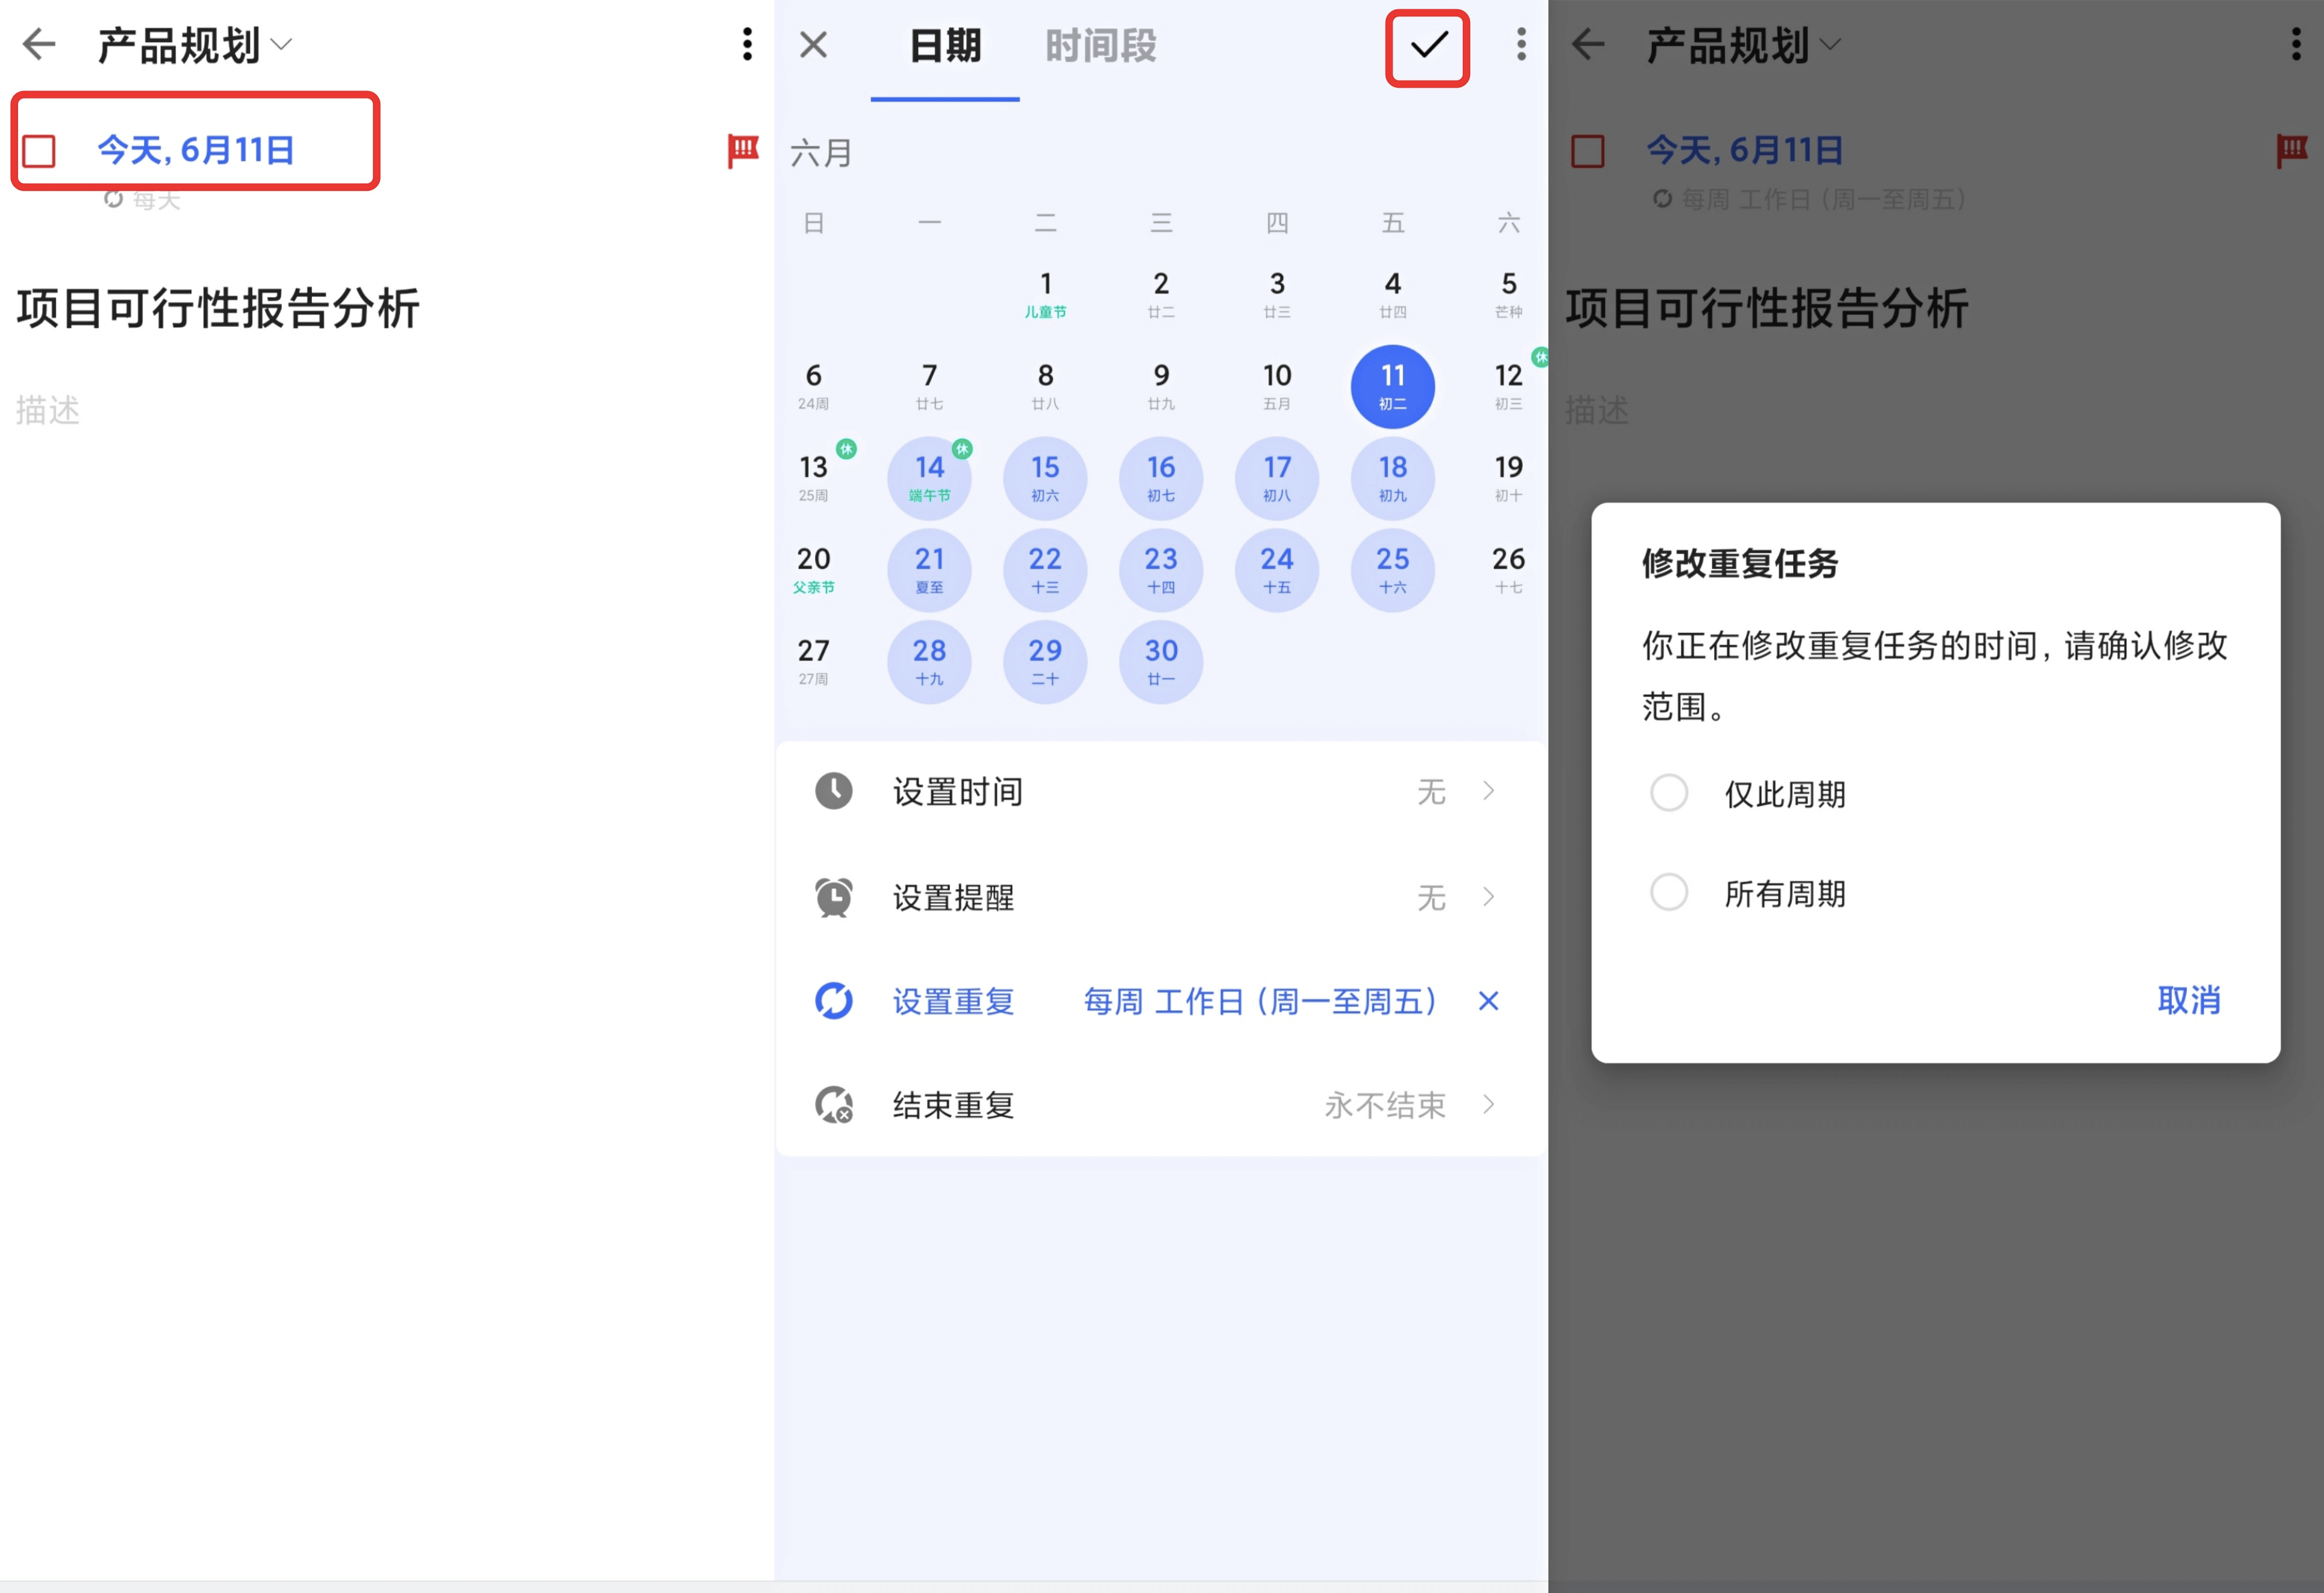 产品规划
今天, 6月11日
每天
项目可行性报告分析
描述
日期 时间段
六月
日 一 二 三 四 五 六
1 2 3 4 5
儿童节 廿二 廿三 廿四 芒种
休
6 7 8 9 10 11 12
24周 廿七 廿八 廿九 五月 初二 初三
休 休
13 14 15 16 17 18 19
25周 端午节 初六 初七 初八 初九 初十
20 21 22 23 24 25 26
父亲节 夏至 十三 十四 十五 十六 十七
27 28 29 30
27周 十九 二十 廿一
设置时间 无
设置提醒 无
设置重复 每周 工作日（周一至周五）
结束重复 永不结束
产品规划
今天, 6月11日
每周 工作日（周一至周五）
项目可行性报告分析
描述
修改重复任务
你正在修改重复任务的时间，请确认修改
范围。
仅此周期
所有周期
取消